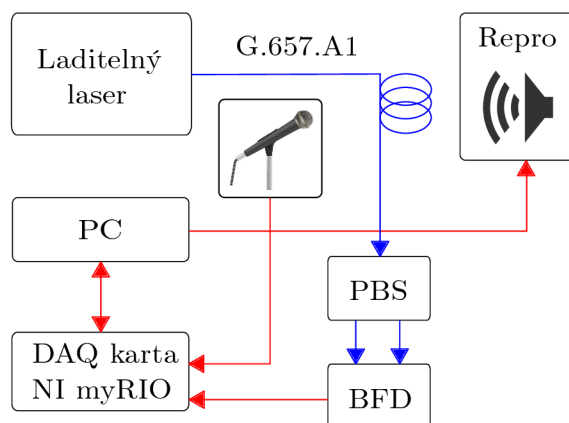 Laditelný
laser
G.657.A1
Repro
PC
PBS
DAQ karta
NI myRIO
BFD